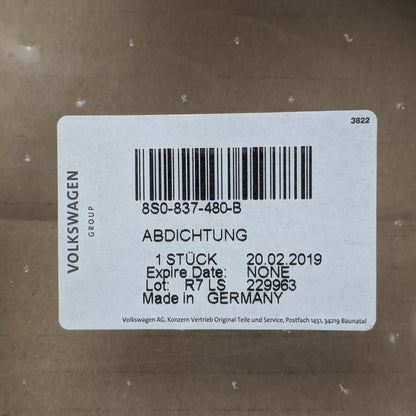 3822
VOLKSWAGEN
GROUP
8S0-837-480-B
ABDICHTUNG
1 STÜCK 20.02.2019
Expire Date: NONE
Lot: R7 LS 229963
Made in GERMANY
Volkswagen AG, Konzern Vertrieb Original Teile und Service, Postfach 1451, 34219 Baunatal